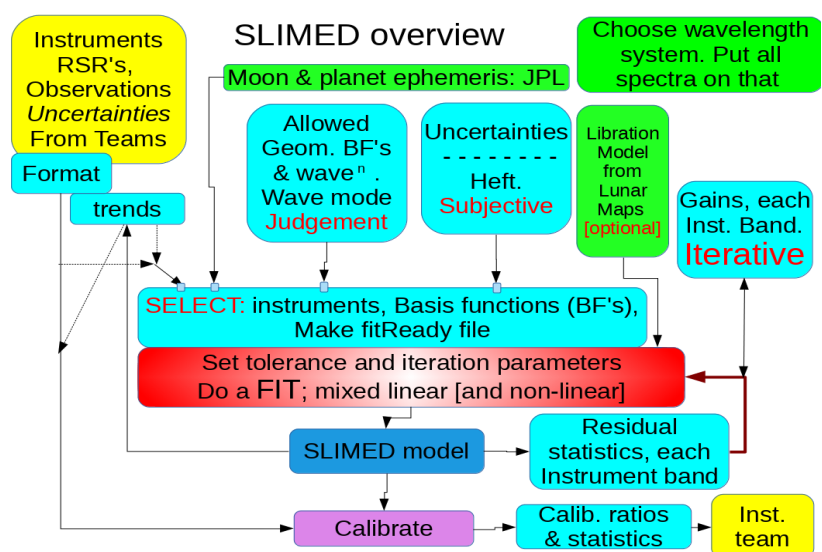 SLIMED overview
Instruments
RSR's,
Observations
Uncertainties
From Teams
Format
trends
Moon & planet ephemeris: JPL
Choose wavelength
system. Put all
spectra on that
Allowed
Geom. BF's
& waveⁿ .
Wave mode
Judgement
Uncertainties
- - - - - - - -
Heft.
Subjective
Libration
Model
from
Lunar
Maps
[optional]
Gains, each
Inst. Band.
Iterative
SELECT: instruments, Basis functions (BF's),
Make fitReady file
Set tolerance and iteration parameters
Do a FIT; mixed linear [and non-linear]
SLIMED model
Residual
statistics, each
Instrument band
Calibrate
Calib. ratios
& statistics
Inst.
team